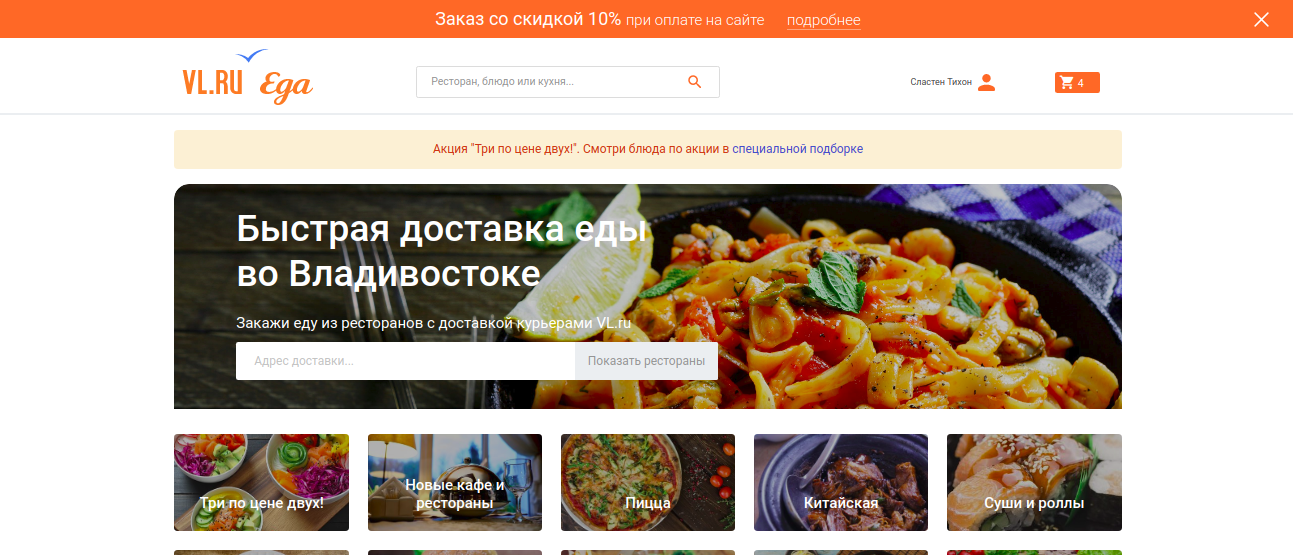 Заказ со скидкой 10% при оплате на сайте подробнее
VL.RU Еда
Ресторан, блюдо или кухня...
Сластен Тихон
4
Акция "Три по цене двух!". Смотри блюда по акции в специальной подборке
Быстрая доставка еды
во Владивостоке
Закажи еду из ресторанов с доставкой курьерами VL.ru
Адрес доставки...
Показать рестораны
Три по цене двух!
Новые кафе и
рестораны
Пицца
Китайская
Суши и роллы